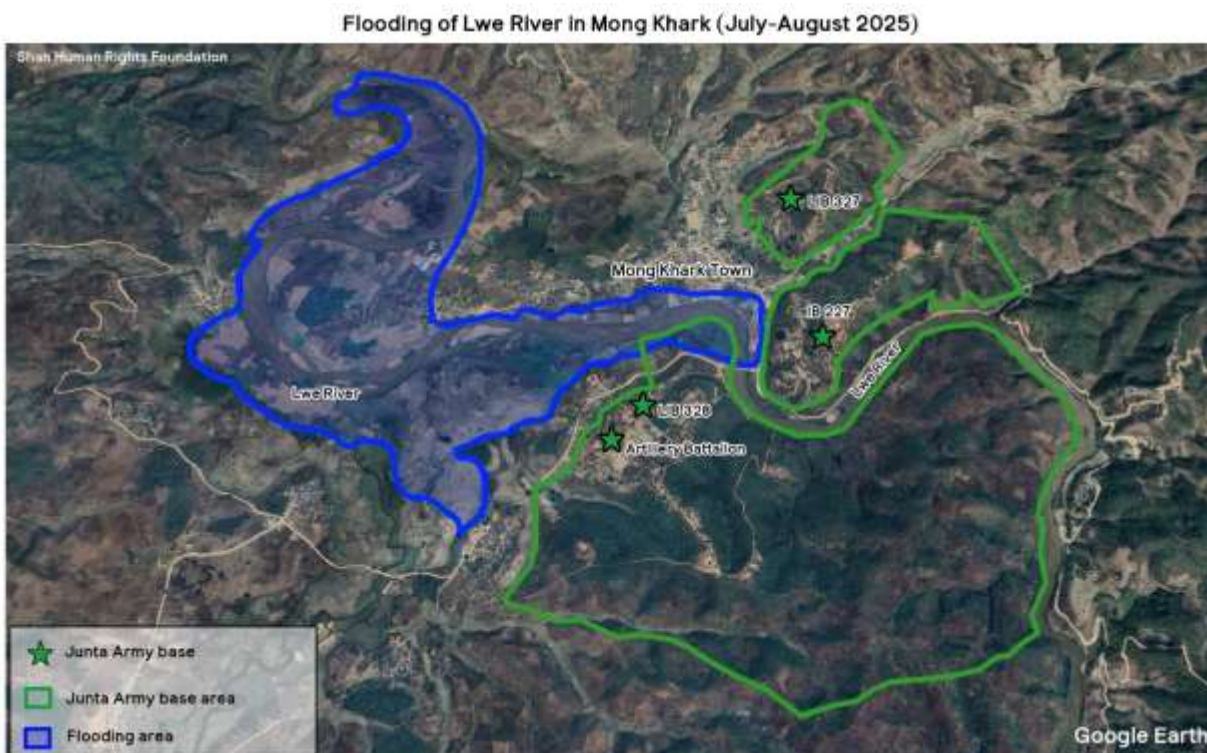 Flooding of Lwe River in Mong Khark (July-August 2025)
Shan Human Rights Foundation
LIB 327
Mong Khark Town
IB 227
Lwe River
Lwe River
LIB 328
Artillery Battalion
Junta Army base
Junta Army base area
Flooding area
Google Earth